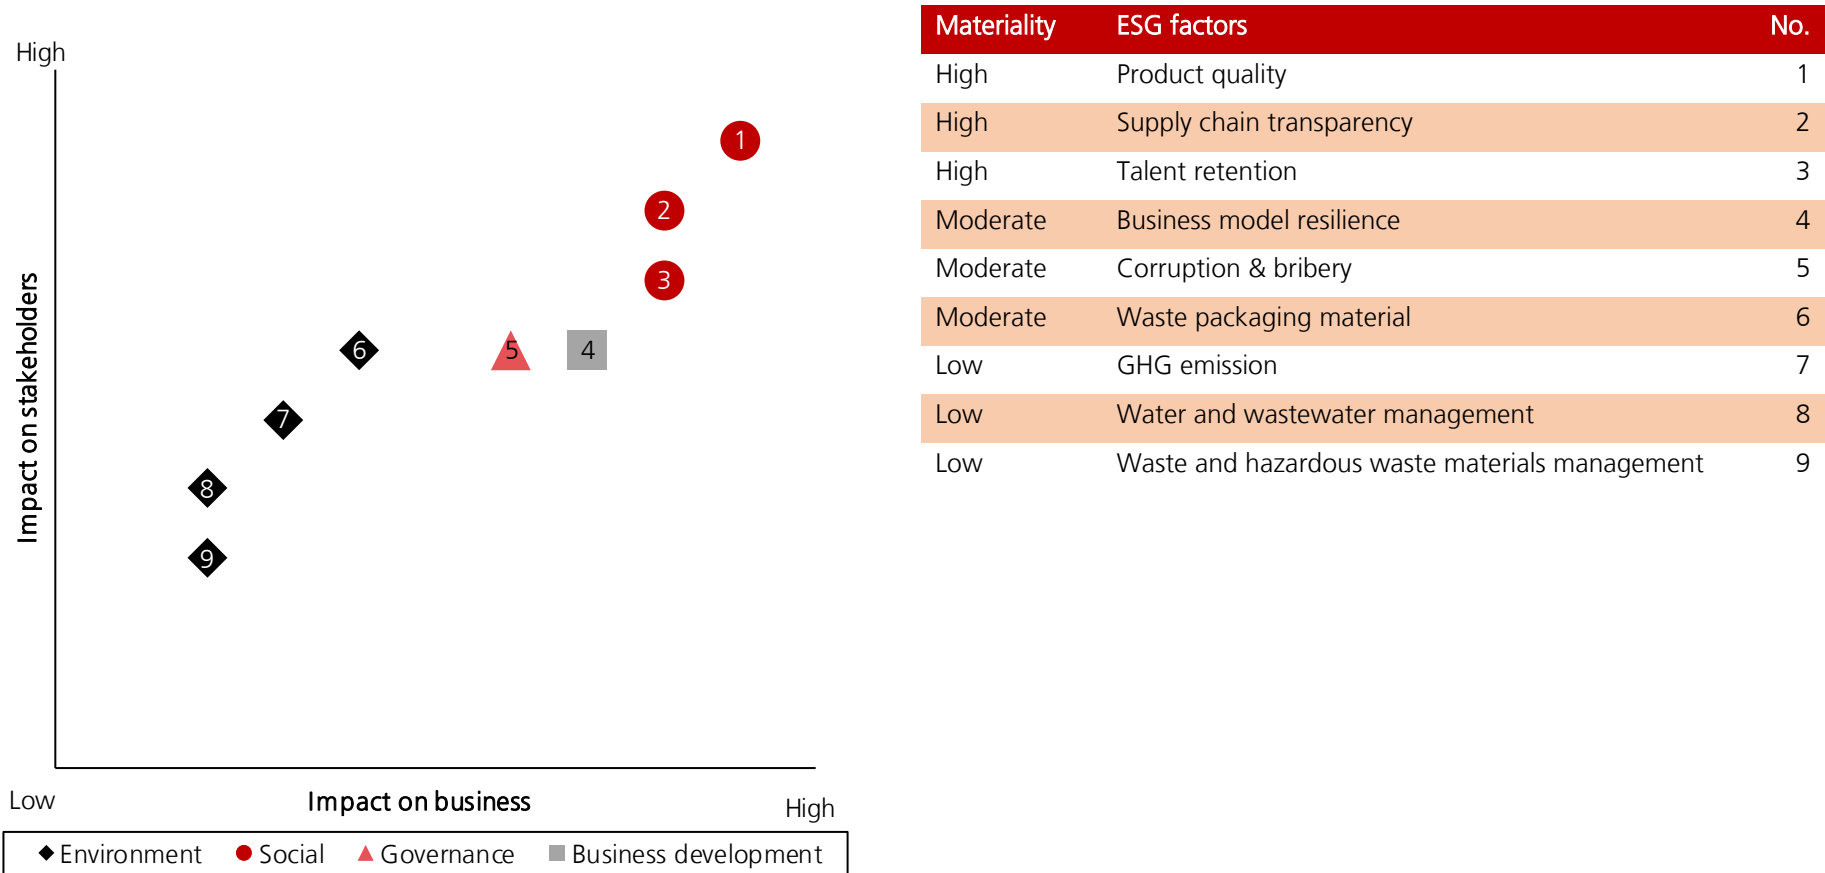 High
1
2
3
6
5
4
7
8
9
Impact on stakeholders
Low
Impact on business
High
Environment Social Governance Business development
Materiality ESG factors No.
High Product quality 1
High Supply chain transparency 2
High Talent retention 3
Moderate Business model resilience 4
Moderate Corruption & bribery 5
Moderate Waste packaging material 6
Low GHG emission 7
Low Water and wastewater management 8
Low Waste and hazardous waste materials management 9